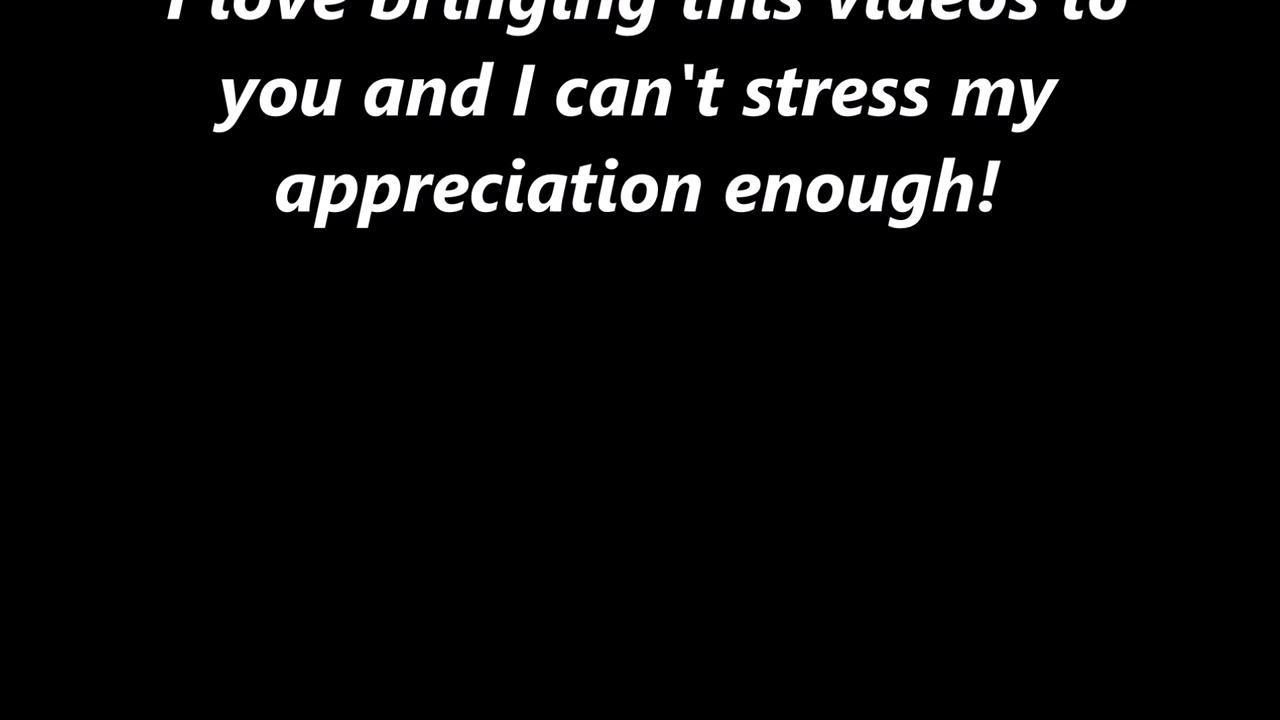 I love bringing this videos to
you and I can't stress my
appreciation enough!